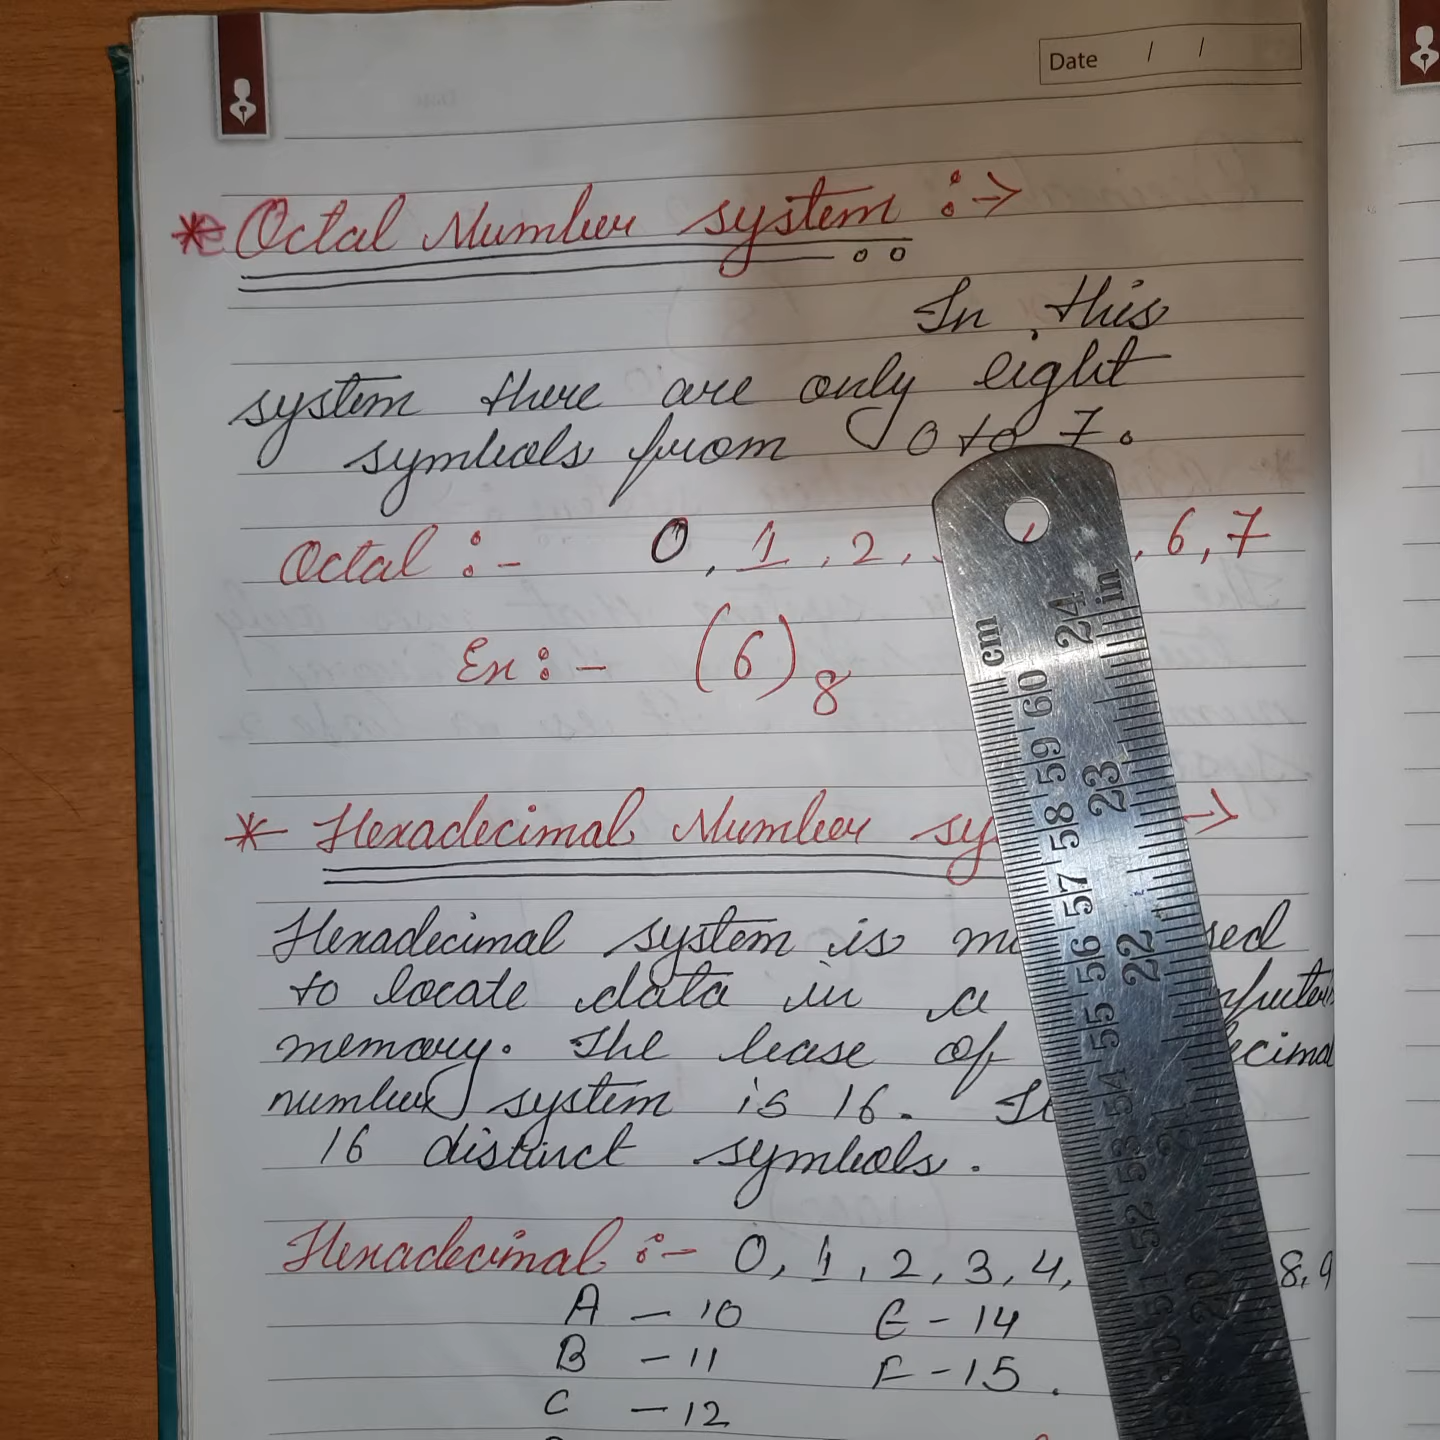 Date / /
* Octal Number system :->
In this
system there are only eight
symbols from 0 to 7.
Octal :- 0, 1, 2, , 6, 7
Ex :- (6)8
* Hexadecimal Number sy ->
Hexadecimal system is
to locate data in a
memory. The base of
number system is 16.
16 distinct symbols.
Hexadecimal :- 0, 1, 2, 3, 4, 8, 9
A - 10 E - 14
B - 11 F - 15.
C - 12
cm in
24
60
59
23
58
57
56
22
55
54
21
53
52
51
20
50